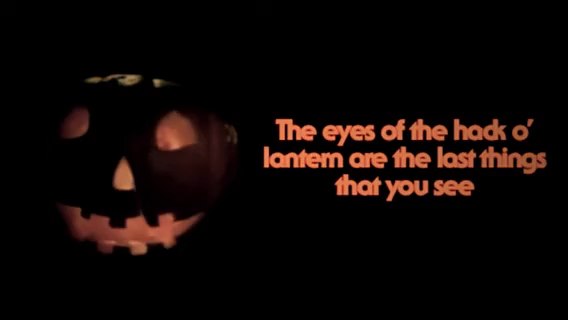 The eyes of the hack o'
lantern are the last things
that you see